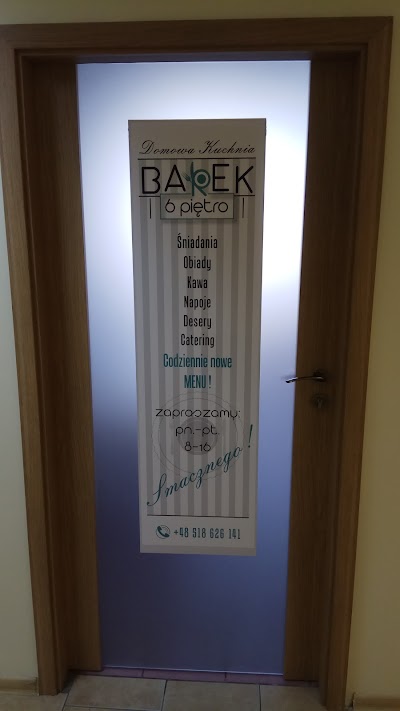 Domowa Kuchnia
BAREK
6 piętro
Śniadania
Obiady
Kawa
Napoje
Desery
Catering
Codziennie nowe
MENU !
zapraszamy:
pn.-pt.
8-16
Smacznego !
+48 518 626 141